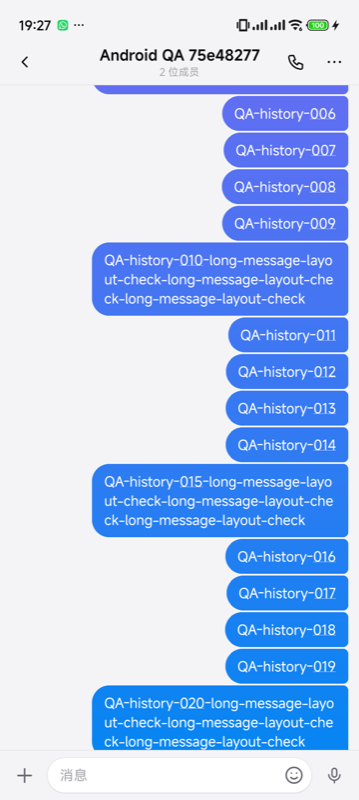 19:27
100
Android QA 75e48277
2 位成员
QA-history-006
QA-history-007
QA-history-008
QA-history-009
QA-history-010-long-message-layo
ut-check-long-message-layout-che
ck-long-message-layout-check
QA-history-011
QA-history-012
QA-history-013
QA-history-014
QA-history-015-long-message-layo
ut-check-long-message-layout-che
ck-long-message-layout-check
QA-history-016
QA-history-017
QA-history-018
QA-history-019
QA-history-020-long-message-layo
ut-check-long-message-layout-che
ck-long-message-layout-check
消息